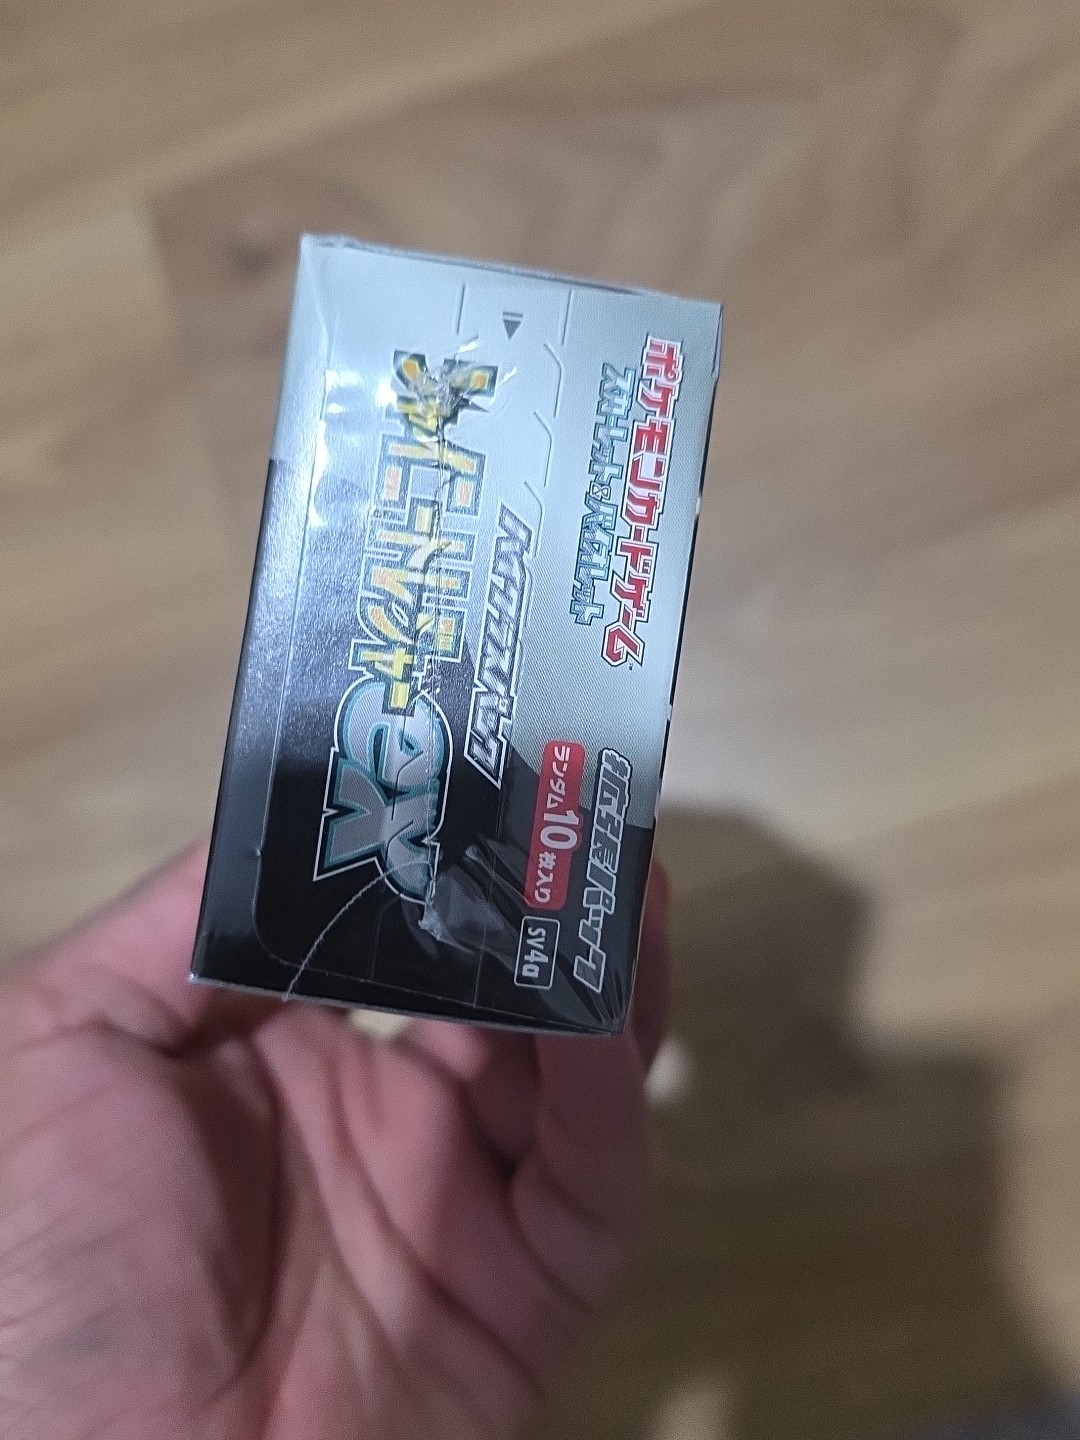 ポケモンカードゲーム
スカーレット&バイオレット
拡張パック
ランダム10枚入り
SV4a
ハイクラスパック
シャイニートレジャー
ex